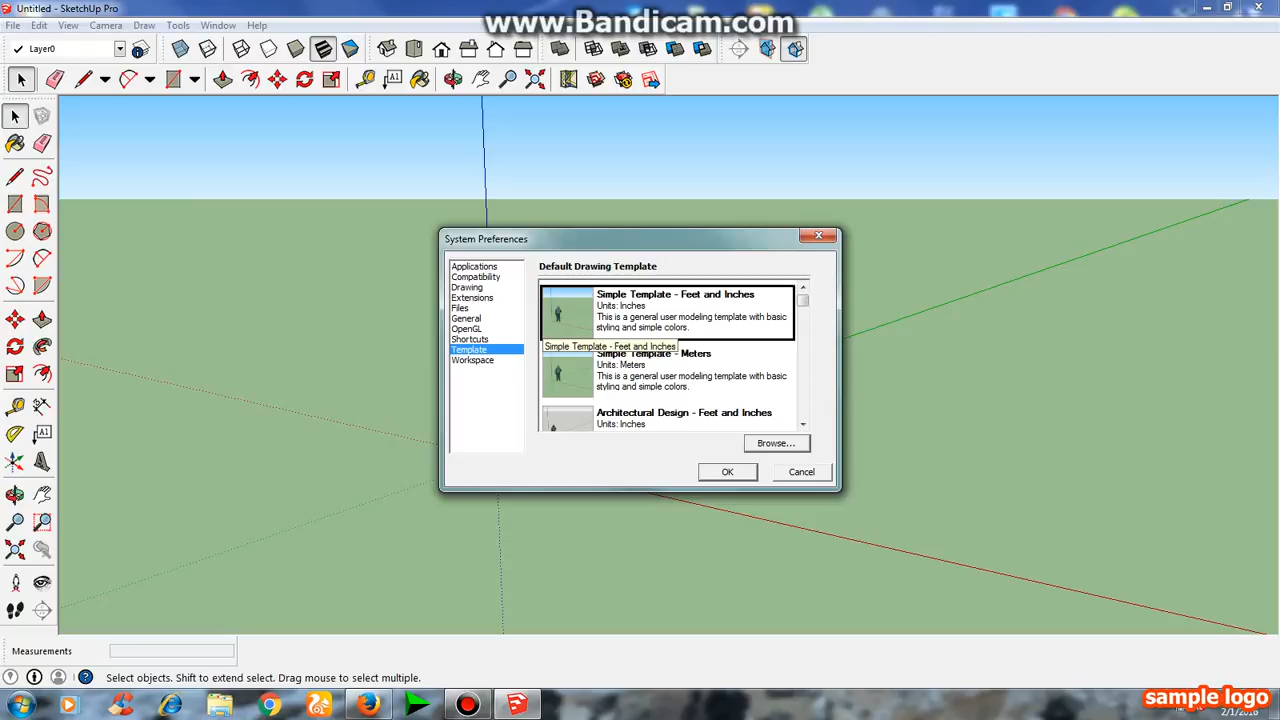 Untitled - SketchUp Pro
www.Bandicam.com
File Edit View Camera Draw Tools Window Help
Layer0
A1
System Preferences
Applications
Compatibility
Drawing
Extensions
Files
General
OpenGL
Shortcuts
Template
Workspace
Default Drawing Template
Simple Template - Feet and Inches
Units: Inches
This is a general user modeling template with basic
styling and simple colors.
Simple Template - Feet and Inches
Simple Template - Meters
Units: Meters
This is a general user modeling template with basic
styling and simple colors.
Architectural Design - Feet and Inches
Units: Inches
Browse...
OK Cancel
A1
Measurements
Select objects. Shift to extend select. Drag mouse to select multiple.
sample logo
2/1/2016